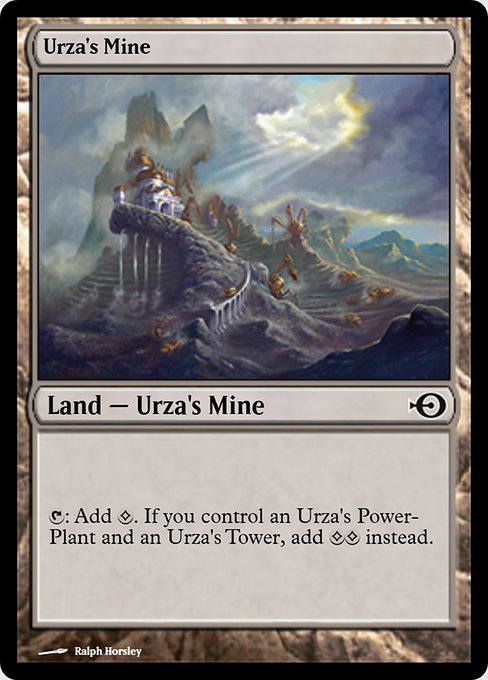 Urza's Mine
Land — Urza's Mine
: Add . If you control an Urza's Power-
Plant and an Urza's Tower, add instead.
Ralph Horsley